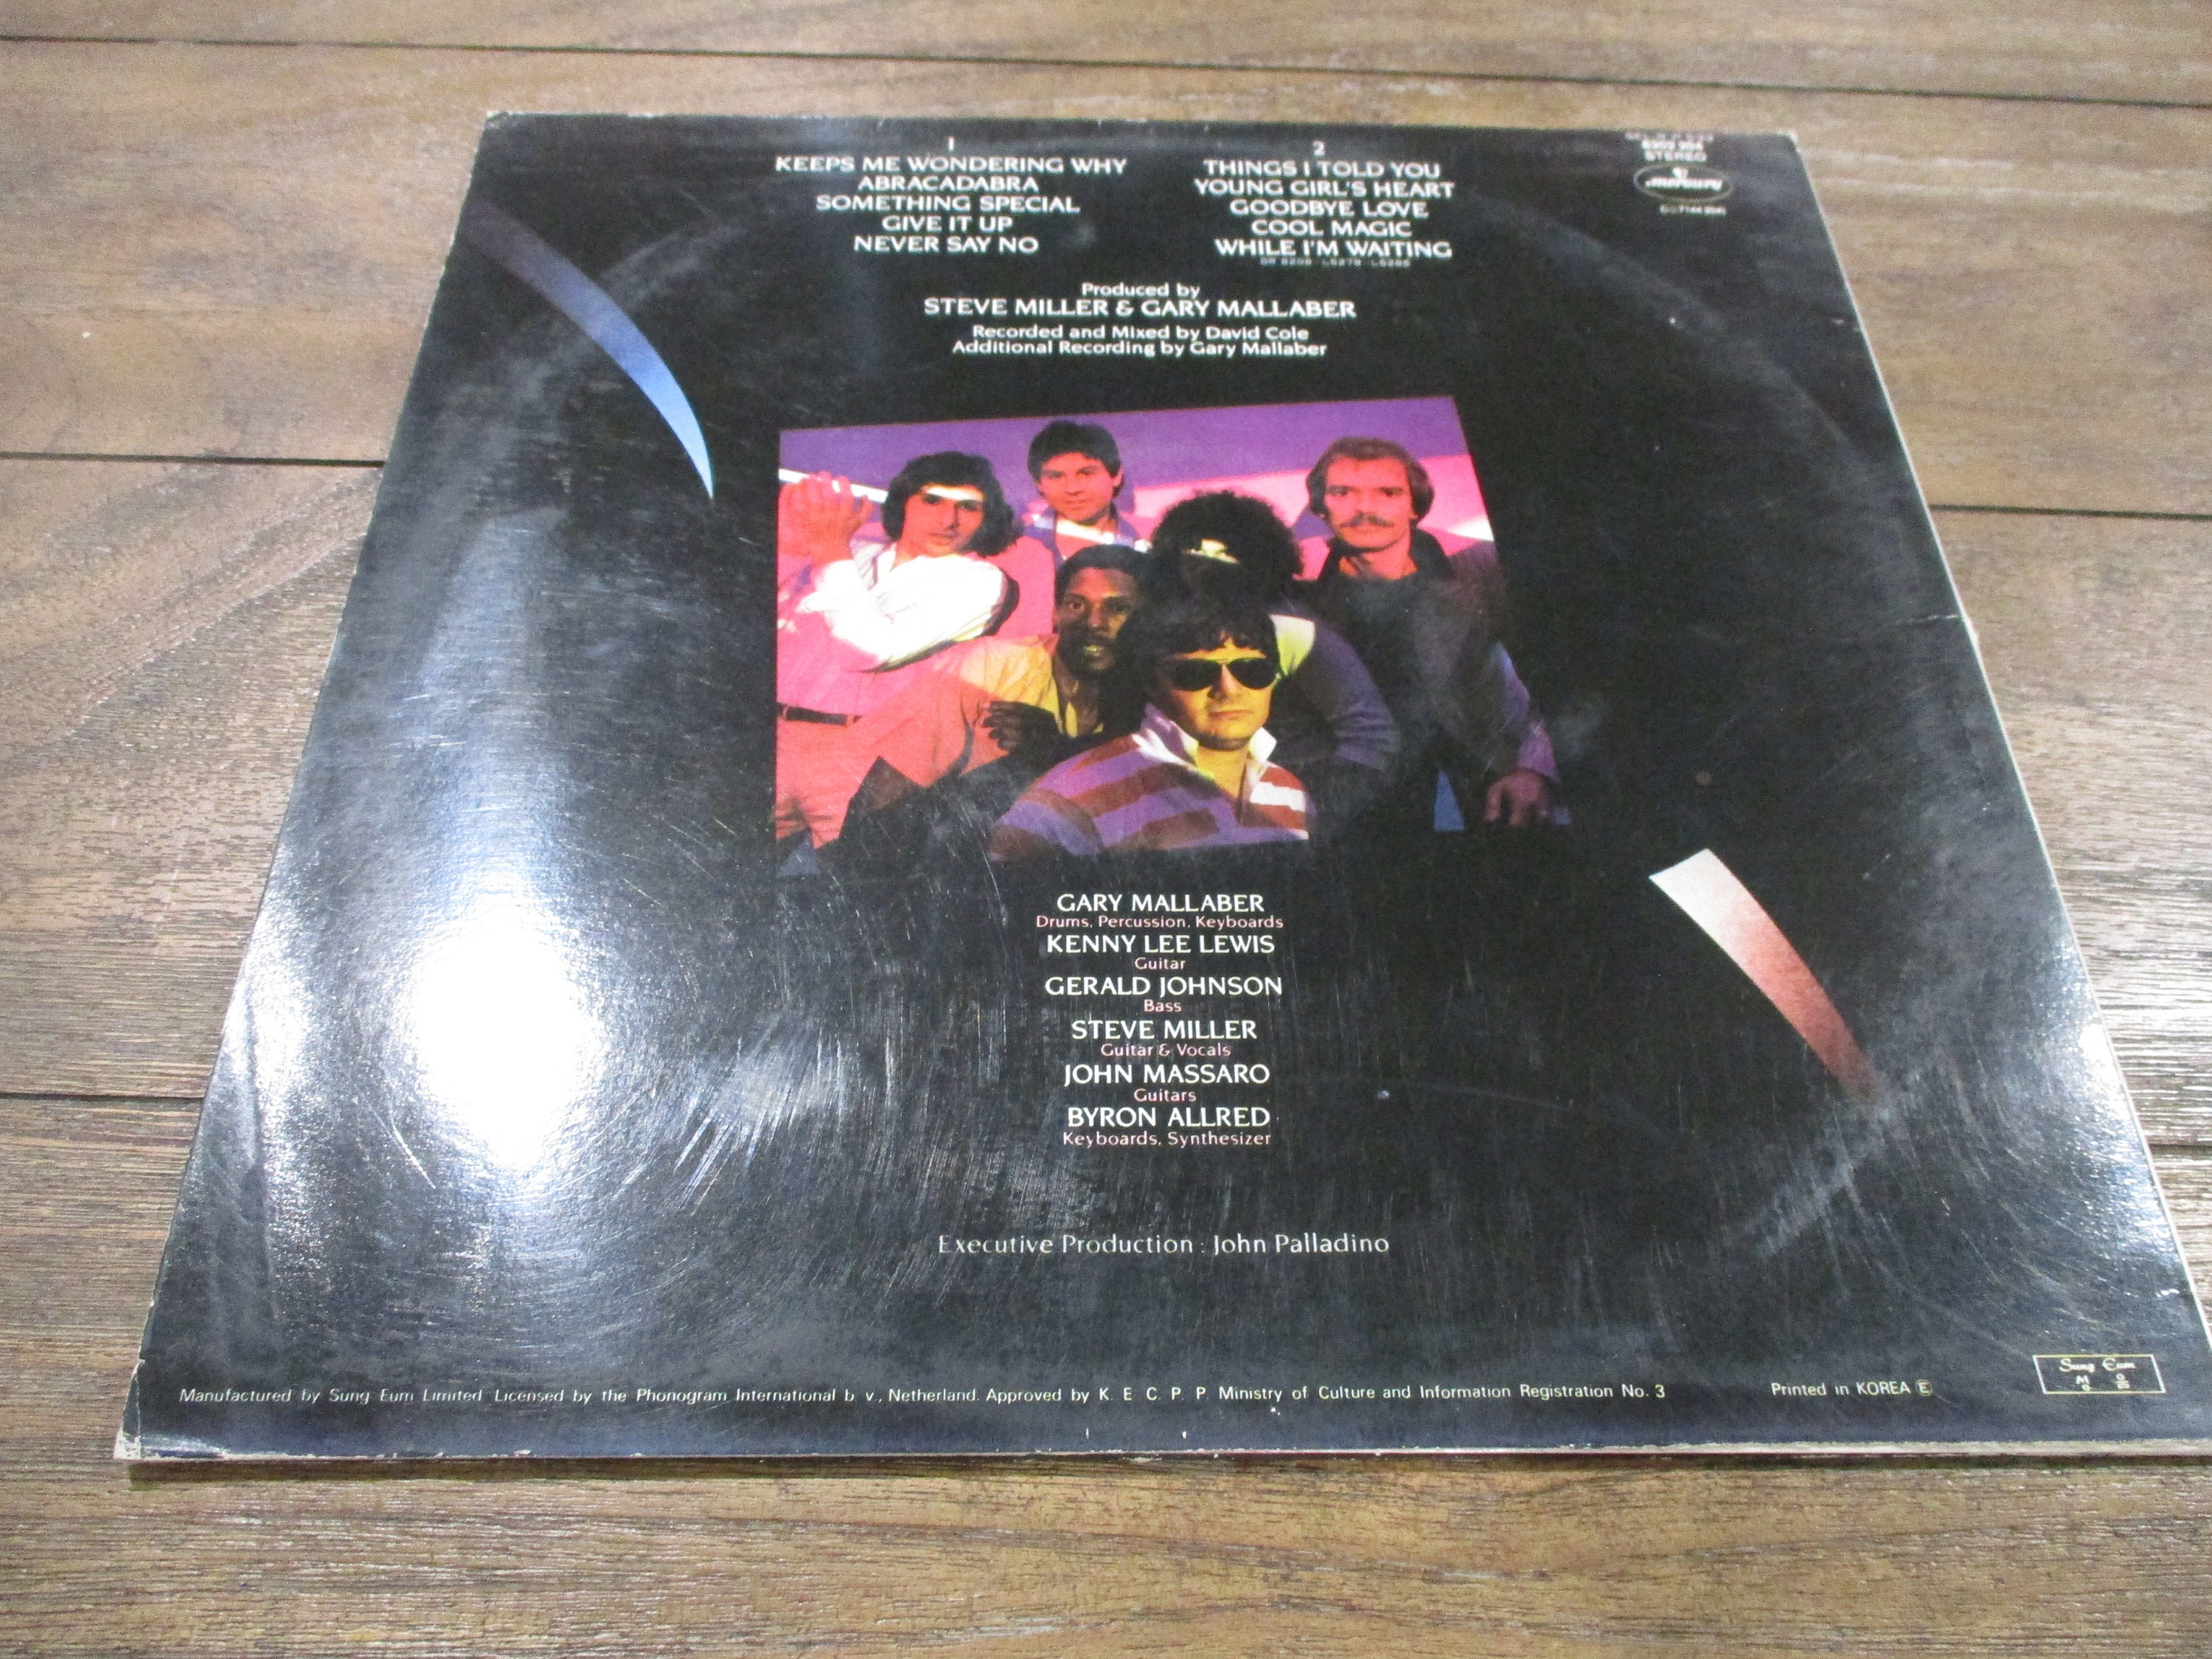 1
KEEPS ME WONDERING WHY
ABRACADABRA
SOMETHING SPECIAL
GIVE IT UP
NEVER SAY NO
2
THINGS I TOLD YOU
YOUNG GIRL'S HEART
GOODBYE LOVE
COOL MAGIC
WHILE I'M WAITING
6302 204
STEREO
mercury
Produced by
STEVE MILLER & GARY MALLABER
Recorded and Mixed by David Cole
Additional Recording by Gary Mallaber
GARY MALLABER
Drums, Percussion, Keyboards
KENNY LEE LEWIS
Guitar
GERALD JOHNSON
Bass
STEVE MILLER
Guitar & Vocals
JOHN MASSARO
Guitars
BYRON ALLRED
Keyboards, Synthesizer
Executive Production : John Palladino
Manufactured by Sung Eum Limited Licensed by the Phonogram International b. v., Netherland. Approved by K. E C. P. P. Ministry of Culture and Information Registration No. 3
Printed in KOREA Ⓔ
Sung Eum